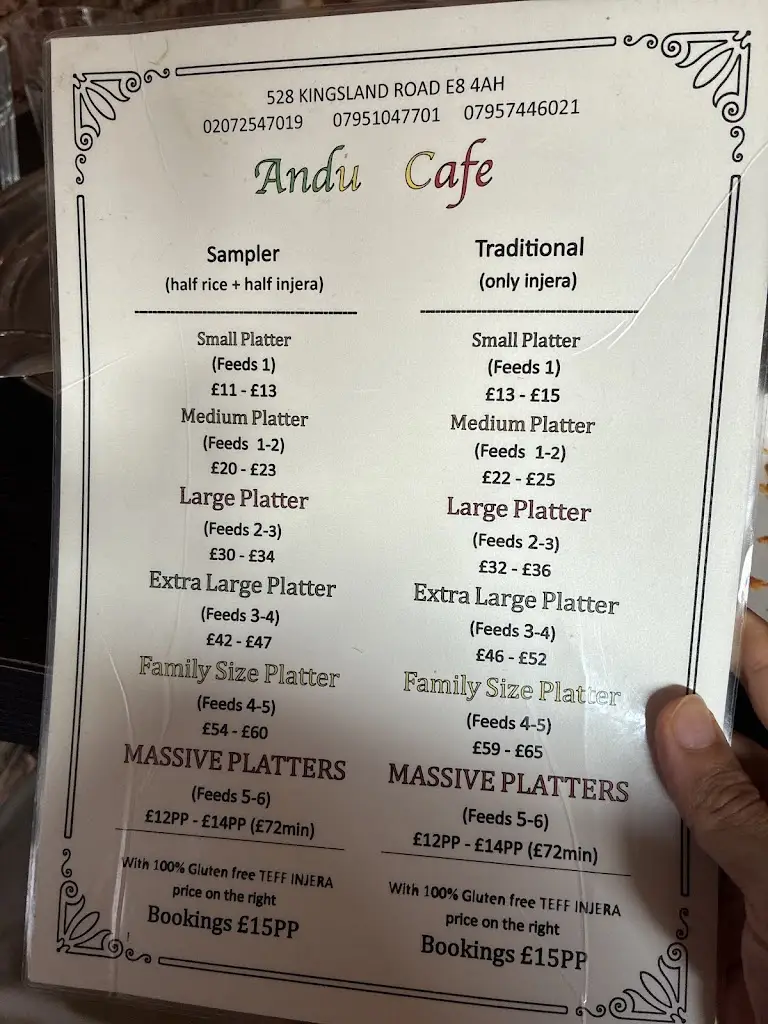 528 KINGSLAND ROAD E8 4AH
02072547019 07951047701 07957446021
Andu Cafe
Sampler
(half rice + half injera)
Small Platter
(Feeds 1)
£11 - £13
Medium Platter
(Feeds 1-2)
£20 - £23
Large Platter
(Feeds 2-3)
£30 - £34
Extra Large Platter
(Feeds 3-4)
£42 - £47
Family Size Platter
(Feeds 4-5)
£54 - £60
MASSIVE PLATTERS
(Feeds 5-6)
£12PP - £14PP (£72min)
With 100% Gluten free TEFF INJERA
price on the right
Bookings £15PP
Traditional
(only injera)
Small Platter
(Feeds 1)
£13 - £15
Medium Platter
(Feeds 1-2)
£22 - £25
Large Platter
(Feeds 2-3)
£32 - £36
Extra Large Platter
(Feeds 3-4)
£46 - £52
Family Size Platter
(Feeds 4-5)
£59 - £65
MASSIVE PLATTERS
(Feeds 5-6)
£12PP - £14PP (£72min)
With 100% Gluten free TEFF INJERA
price on the right
Bookings £15PP